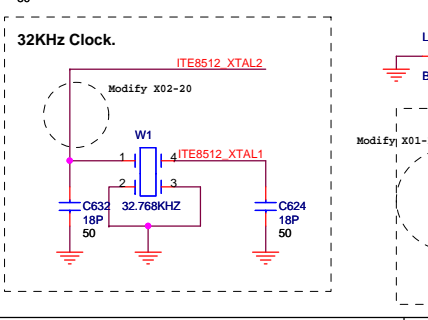 32KHz Clock.
ITE8512_XTAL2
L
B
Modify X02-20
W1
Modify X01-
1
4
ITE8512_XTAL1
2
3
C632
18P
50
32.768KHZ
C624
18P
50